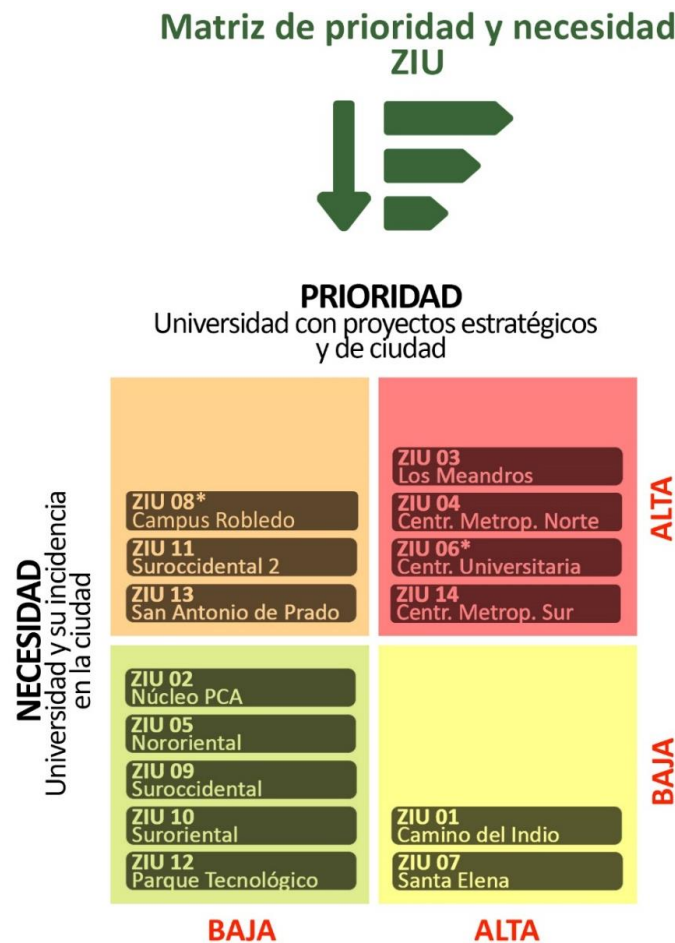 Matriz de prioridad y necesidad
ZIU
PRIORIDAD
Universidad con proyectos estratégicos
y de ciudad
NECESIDAD
Universidad y su incidencia
en la ciudad
ZIU 08*
Campus Robledo
ZIU 11
Suroccidental 2
ZIU 13
San Antonio de Prado
ZIU 03
Los Meandros
ZIU 04
Centr. Metrop. Norte
ZIU 06*
Centr. Universitaria
ZIU 14
Centr. Metrop. Sur
ALTA
ZIU 02
Núcleo PCA
ZIU 05
Nororiental
ZIU 09
Suroccidental
ZIU 10
Suroriental
ZIU 12
Parque Tecnológico
ZIU 01
Camino del Indio
ZIU 07
Santa Elena
BAJA
BAJA
ALTA